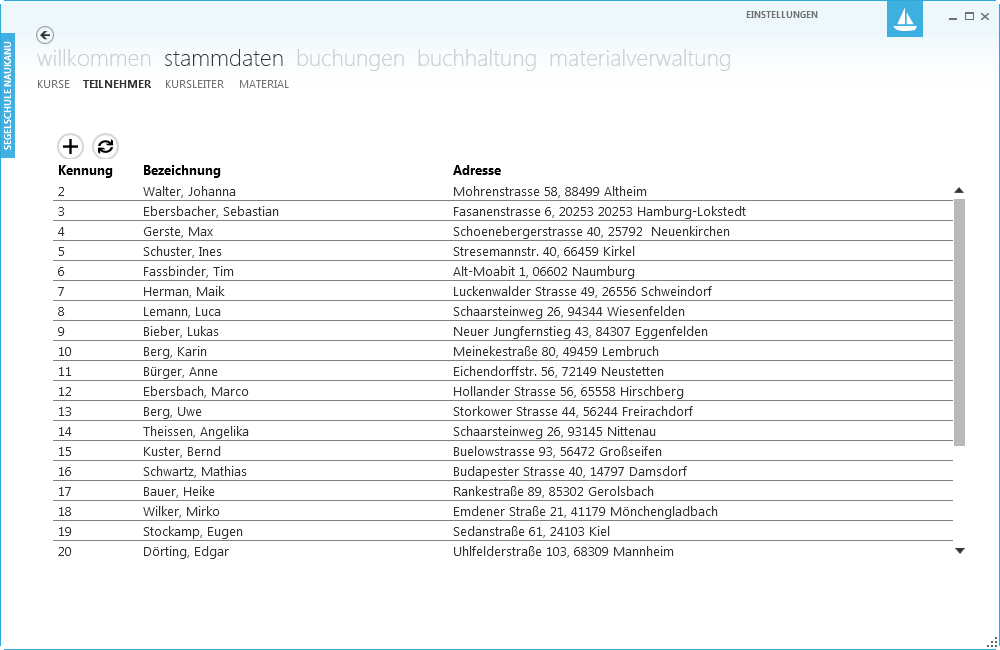 EINSTELLUNGEN
SEGELSCHULE NAUKANU
willkommen stammdaten buchungen buchhaltung materialverwaltung
KURSE TEILNEHMER KURSLEITER MATERIAL
Kennung Bezeichnung Adresse
2 Walter, Johanna Mohrenstrasse 58, 88499 Altheim
3 Ebersbacher, Sebastian Fasanenstrasse 6, 20253 20253 Hamburg-Lokstedt
4 Gerste, Max Schoenebergerstrasse 40, 25792  Neuenkirchen
5 Schuster, Ines Stresemannstr. 40, 66459 Kirkel
6 Fassbinder, Tim Alt-Moabit 1, 06602 Naumburg
7 Herman, Maik Luckenwalder Strasse 49, 26556 Schweindorf
8 Lemann, Luca Schaarsteinweg 26, 94344 Wiesenfelden
9 Bieber, Lukas Neuer Jungfernstieg 43, 84307 Eggenfelden
10 Berg, Karin Meinekestraße 80, 49459 Lembruch
11 Bürger, Anne Eichendorffstr. 56, 72149 Neustetten
12 Ebersbach, Marco Hollander Strasse 56, 65558 Hirschberg
13 Berg, Uwe Storkower Strasse 44, 56244 Freirachdorf
14 Theissen, Angelika Schaarsteinweg 26, 93145 Nittenau
15 Kuster, Bernd Buelowstrasse 93, 56472 Großseifen
16 Schwartz, Mathias Budapester Strasse 40, 14797 Damsdorf
17 Bauer, Heike Rankestraße 89, 85302 Gerolsbach
18 Wilker, Mirko Emdener Straße 21, 41179 Mönchengladbach
19 Stockamp, Eugen Sedanstraße 61, 24103 Kiel
20 Dörting, Edgar Uhlfelderstraße 103, 68309 Mannheim